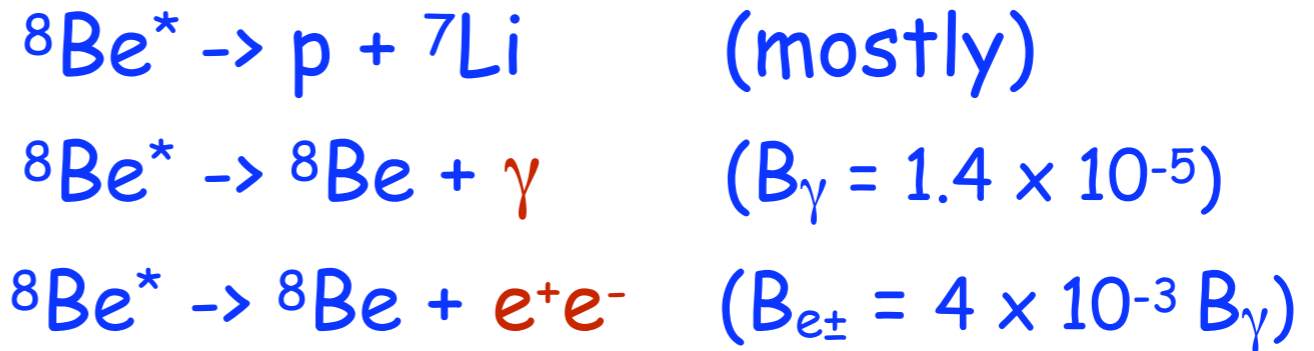 ⁸Be* -> p + ⁷Li (mostly)
⁸Be* -> ⁸Be + γ (Bᵧ = 1.4 x 10⁻⁵)
⁸Be* -> ⁸Be + e⁺e⁻ (Bₑ± = 4 x 10⁻³ Bᵧ)